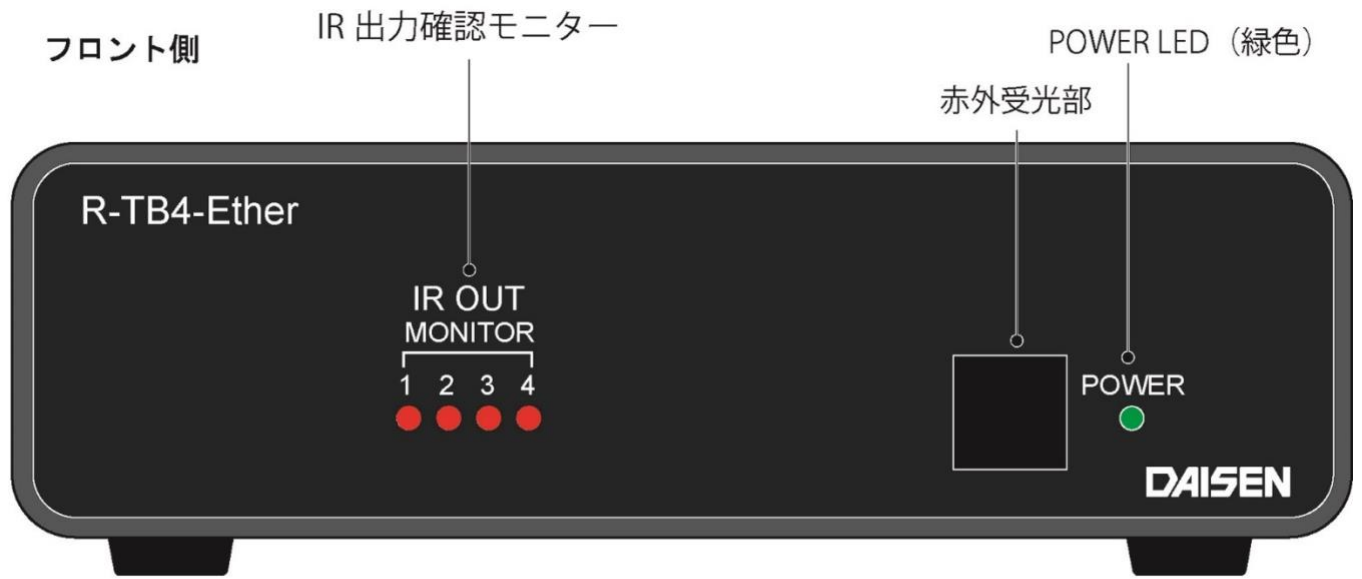 フロント側
IR 出力確認モニター
POWER LED（緑色）
赤外受光部
R-TB4-Ether
IR OUT
MONITOR
1 2 3 4
POWER
DAISEN